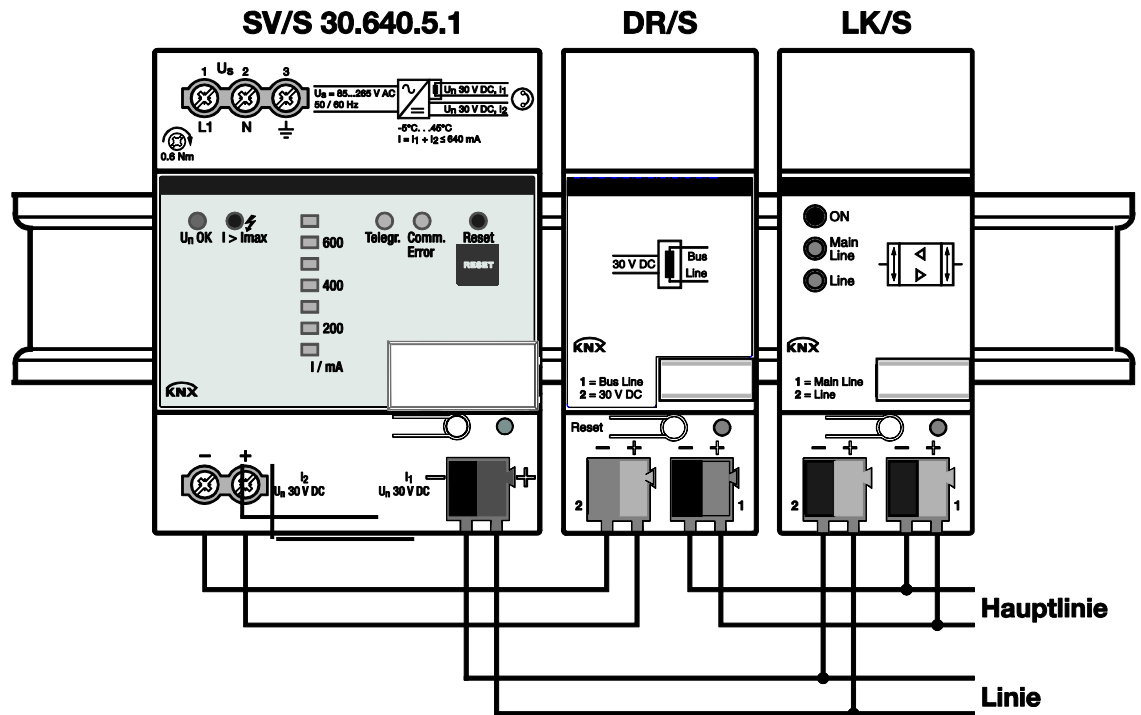 SV/S 30.640.5.1
DR/S
LK/S
1 Us 2 3
L1 N
0.6 Nm
Us = 85...265 V AC
50 / 60 Hz
Un 30 V DC, I1
Un 30 V DC, I2
-5°C. . .45°C
I = I1 + I2 ≤ 640 mA
Un OK
I > Imax
600
400
200
I / mA
Telegr.
Comm.
Error
Reset
RESET
KNX
30 V DC
Bus
Line
KNX
1 = Bus Line
2 = 30 V DC
ON
Main
Line
Line
KNX
1 = Main Line
2 = Line
– +
I2
Un 30 V DC
I1
Un 30 V DC
– +
Reset
– + – +
2 1
– + – +
2 1
Hauptlinie
Linie